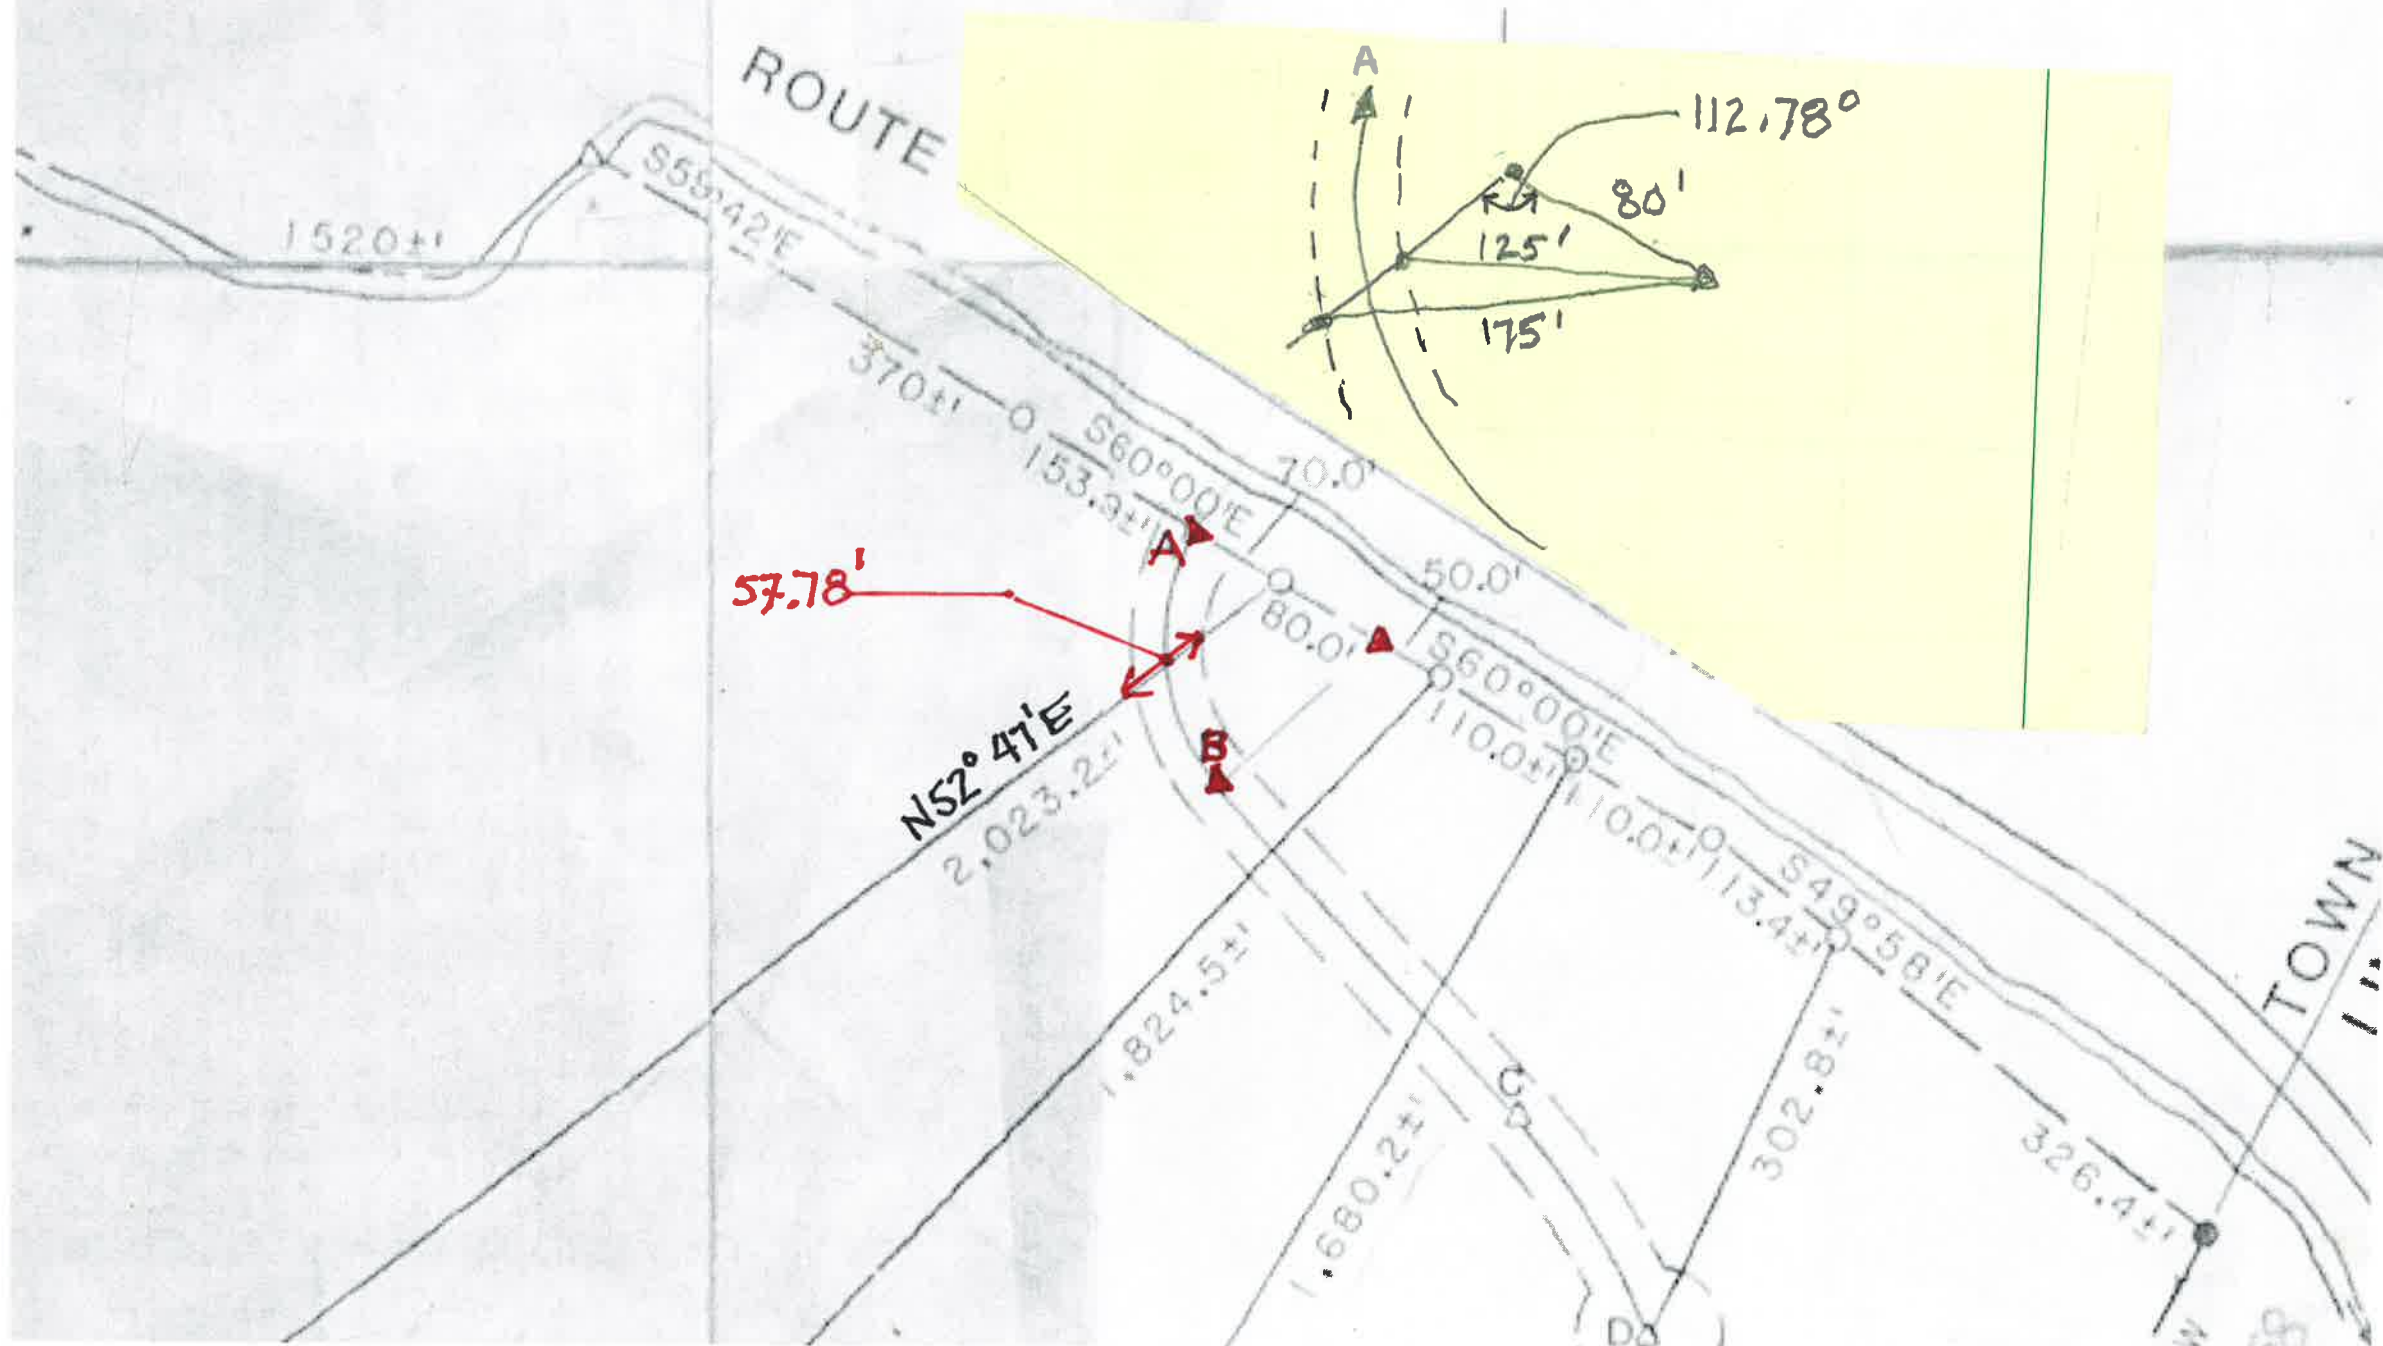 ROUTE
A
112.78°
80'
125'
175'
1520±'
S59°42'E
370±'
S60°00'E
153.9±'
70.0'
50.0'
A
57.78'
80.0'
S60°00'E
110.0±'
B
N52°47'E
2,023.2±'
110.0±'
S49°58'E
113.4±'
TOWN
1,824.5±'
C
302.8±'
1,680.2±'
326.4±'
D
W